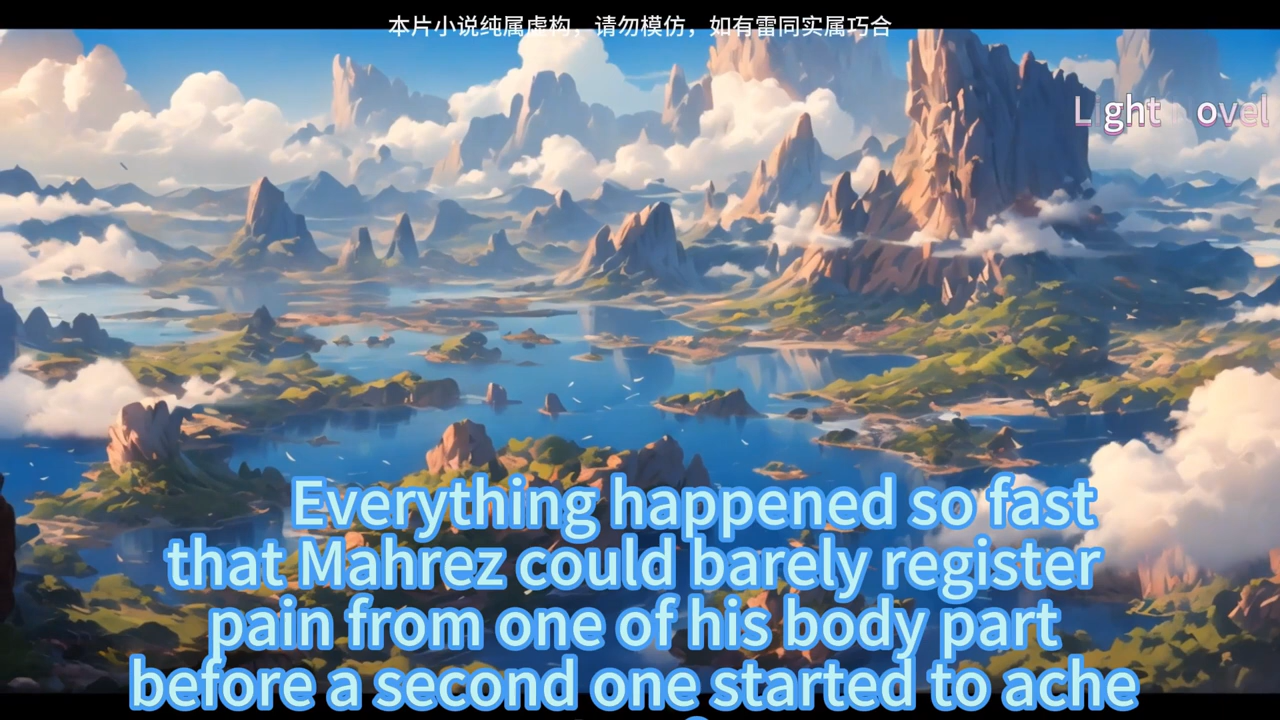 本片小说纯属虚构，请勿模仿，如有雷同实属巧合
Light ovel
Everything happened so fast
that Mahrez could barely register
pain from one of his body part
before a second one started to ache